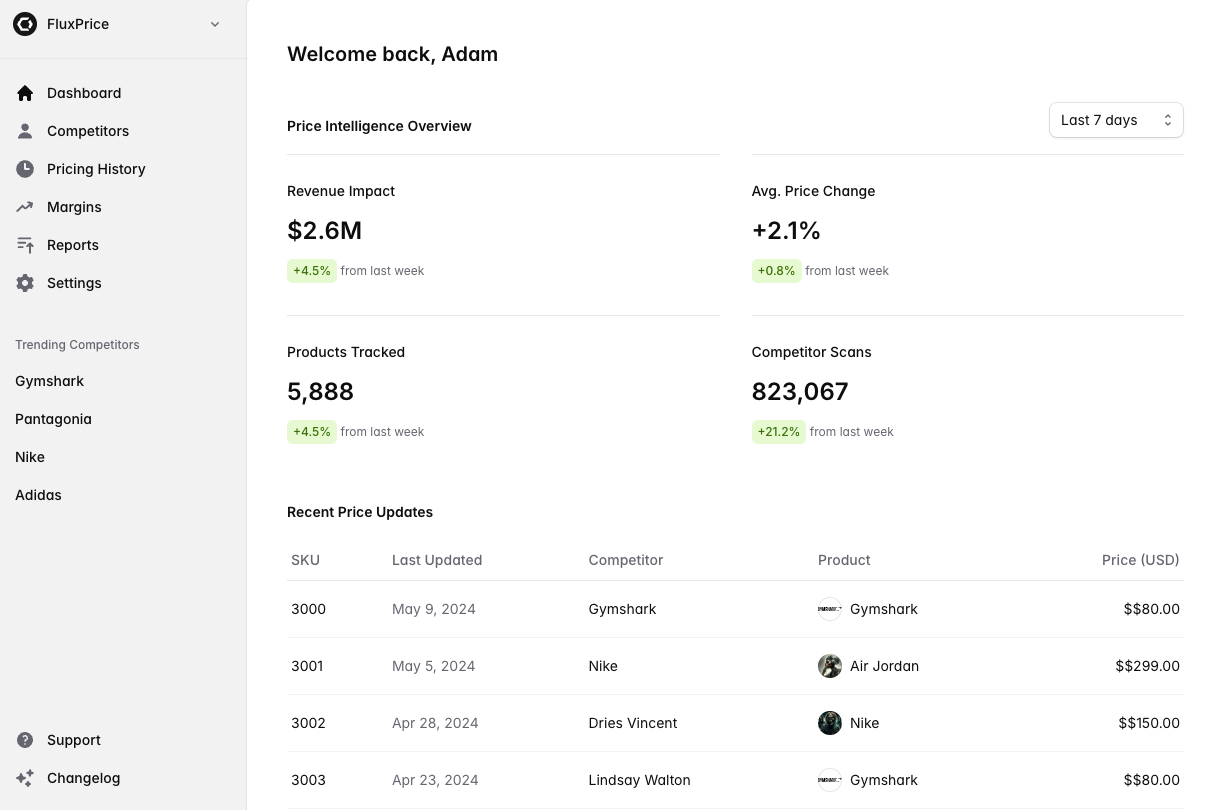 FluxPrice
Dashboard
Competitors
Pricing History
Margins
Reports
Settings
Trending Competitors
Gymshark
Pantagonia
Nike
Adidas
Support
Changelog
Welcome back, Adam
Price Intelligence Overview
Last 7 days
Revenue Impact
$2.6M
+4.5% from last week
Avg. Price Change
+2.1%
+0.8% from last week
Products Tracked
5,888
+4.5% from last week
Competitor Scans
823,067
+21.2% from last week
Recent Price Updates
SKU Last Updated Competitor Product Price (USD)
3000 May 9, 2024 Gymshark Gymshark $$80.00
3001 May 5, 2024 Nike Air Jordan $$299.00
3002 Apr 28, 2024 Dries Vincent Nike $$150.00
3003 Apr 23, 2024 Lindsay Walton Gymshark $$80.00